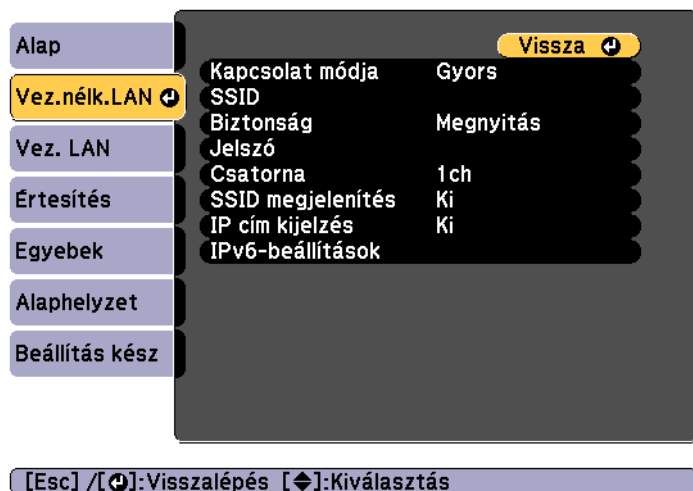 Alap
Vez.nélk.LAN
Vez. LAN
Értesítés
Egyebek
Alaphelyzet
Beállítás kész
Vissza
Kapcsolat módja Gyors
SSID
Biztonság Megnyitás
Jelszó
Csatorna 1ch
SSID megjelenítés Ki
IP cím kijelzés Ki
IPv6-beállítások
[Esc] /[⏎]:Visszalépés [◆]:Kiválasztás